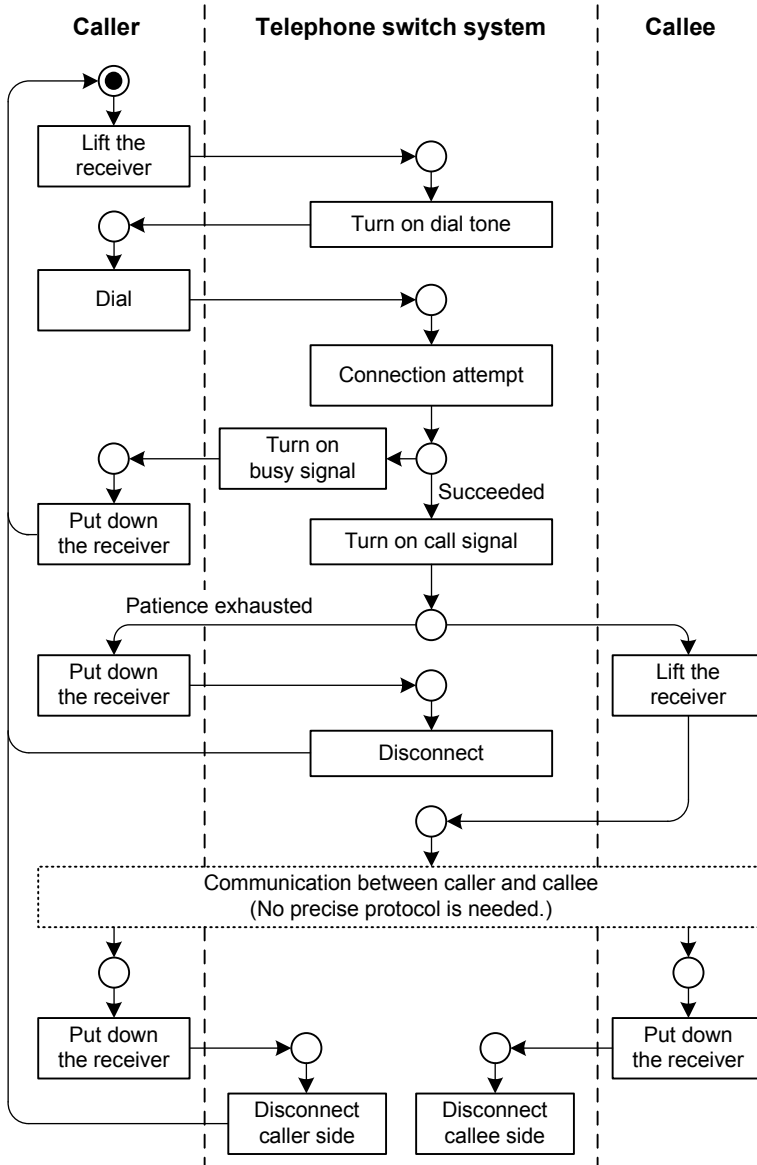 Caller
Telephone switch system
Callee
Lift the
receiver
Turn on dial tone
Dial
Connection attempt
Turn on
busy signal
Succeeded
Put down
the receiver
Turn on call signal
Patience exhausted
Put down
the receiver
Lift the
receiver
Disconnect
Communication between caller and callee
(No precise protocol is needed.)
Put down
the receiver
Put down
the receiver
Disconnect
caller side
Disconnect
callee side